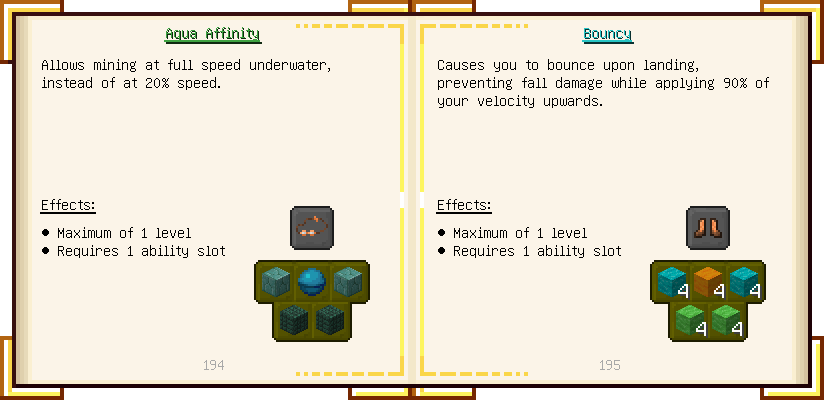 Aqua Affinity
Allows mining at full speed underwater,
instead of at 20% speed.
Effects:
• Maximum of 1 level
• Requires 1 ability slot
194
Bouncy
Causes you to bounce upon landing,
preventing fall damage while applying 90% of
your velocity upwards.
Effects:
• Maximum of 1 level
• Requires 1 ability slot
4 4 4
4 4
195